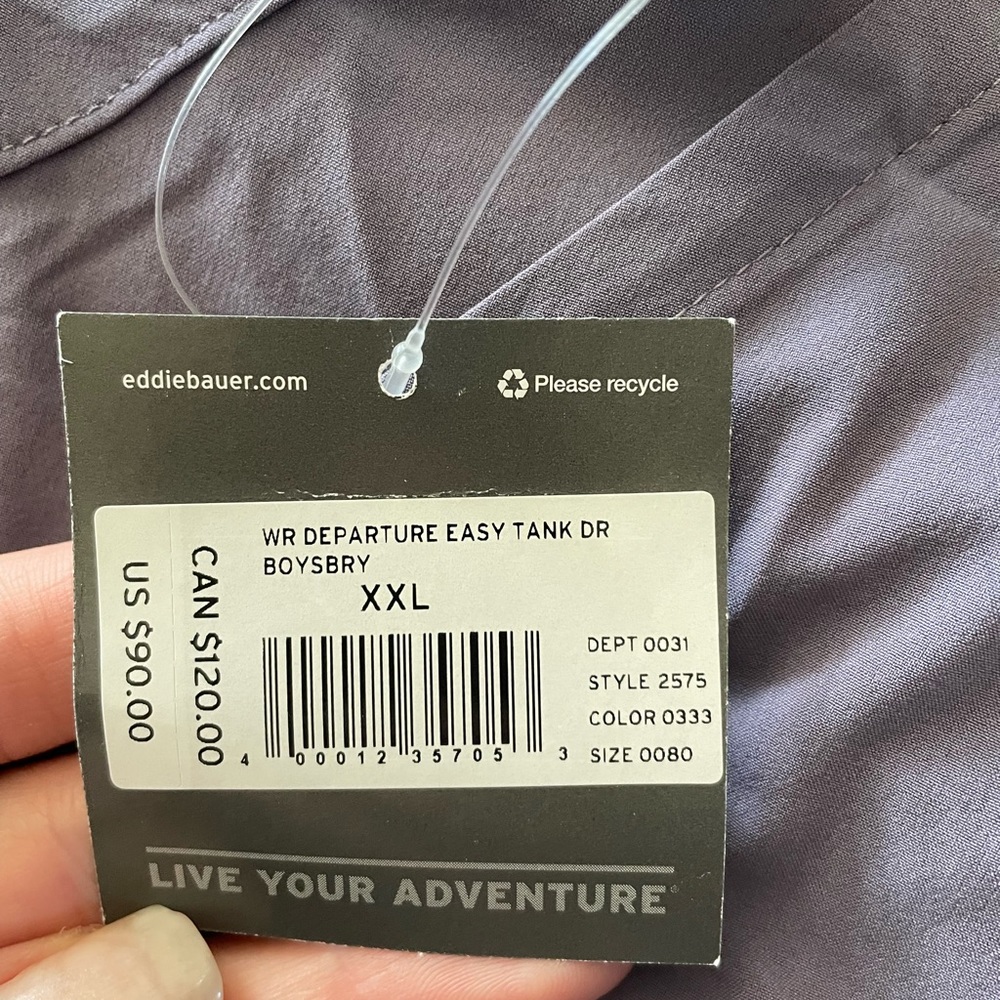 eddiebauer.com
Please recycle
WR DEPARTURE EASY TANK DR
BOYSBRY
XXL
US $90.00
CAN $120.00
DEPT 0031
STYLE 2575
COLOR 0333
SIZE 0080
4 00012 35705 3
LIVE YOUR ADVENTURE®